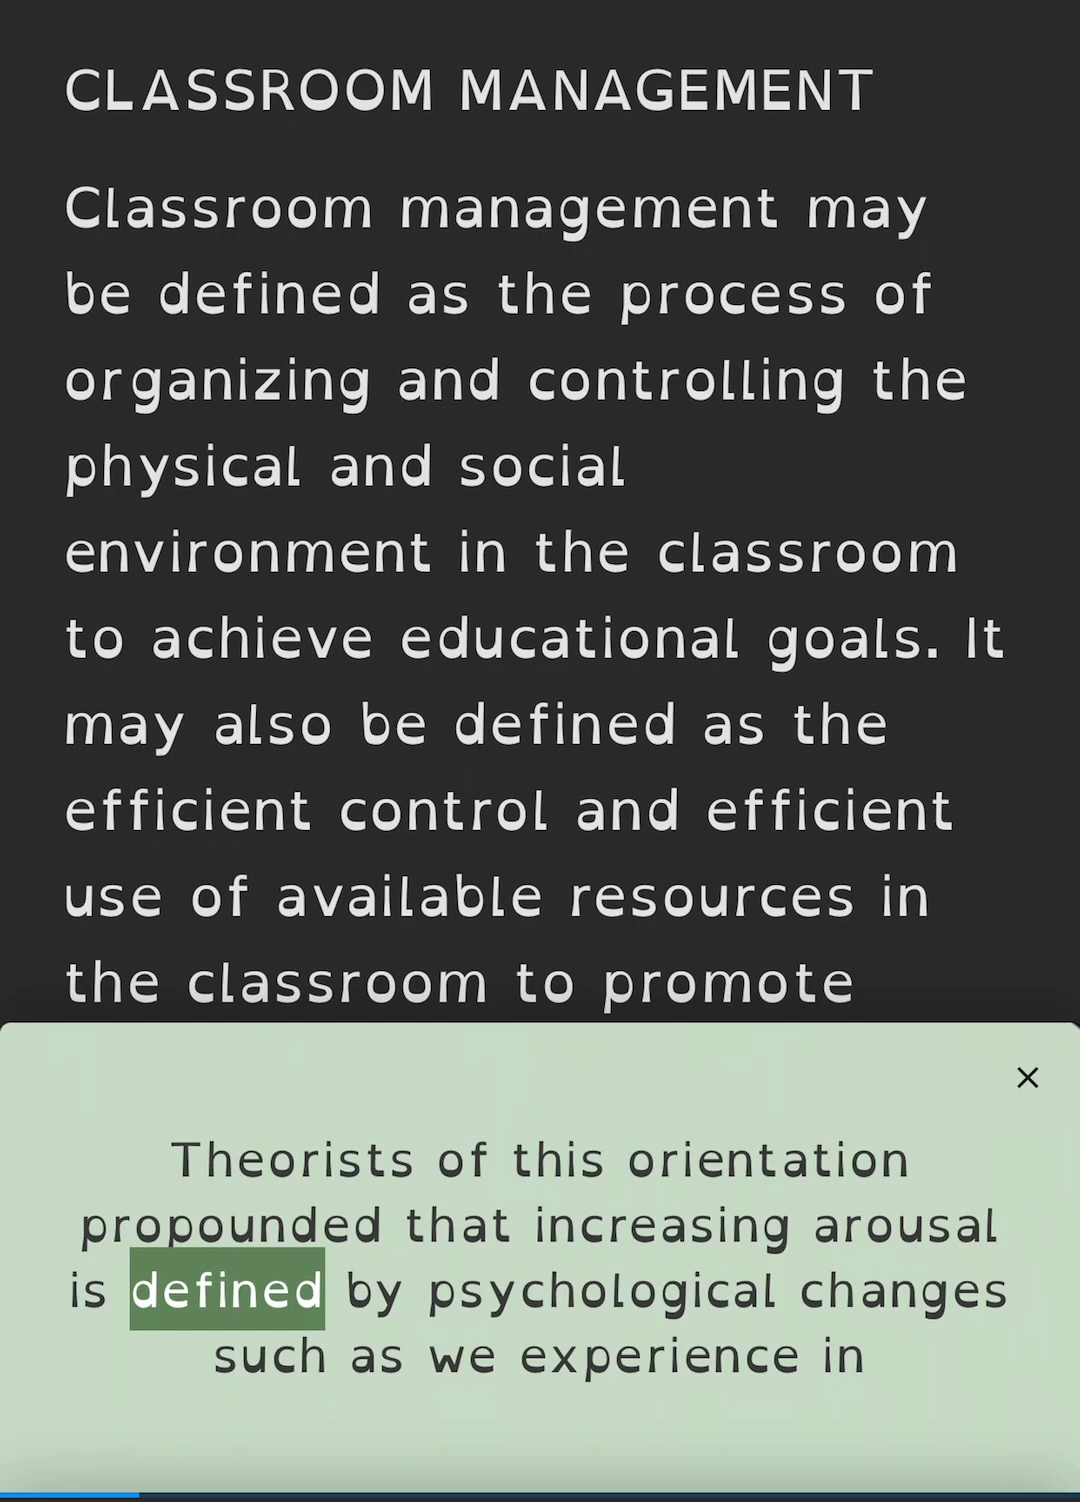 CLASSROOM MANAGEMENT
Classroom management may
be defined as the process of
organizing and controlling the
physical and social
environment in the classroom
to achieve educational goals. It
may also be defined as the
efficient control and efficient
use of available resources in
the classroom to promote
Theorists of this orientation
propounded that increasing arousal
is defined by psychological changes
such as we experience in